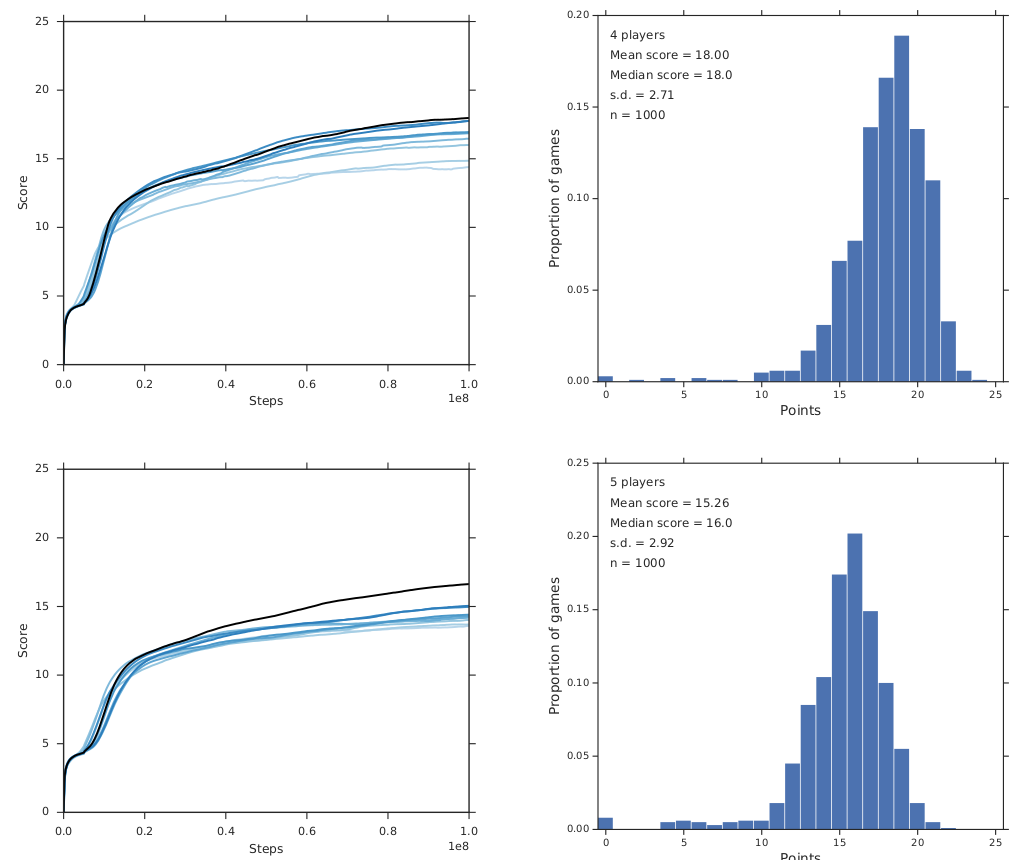 25
20
15
10
5
0
Score
0.0 0.2 0.4 0.6 0.8 1.0
Steps
1e8
0.20
0.15
0.10
0.05
0.00
Proportion of games
4 players
Mean score = 18.00
Median score = 18.0
s.d. = 2.71
n = 1000
0 5 10 15 20 25
Points
25
20
15
10
5
0
Score
0.0 0.2 0.4 0.6 0.8 1.0
Steps
1e8
0.25
0.20
0.15
0.10
0.05
0.00
Proportion of games
5 players
Mean score = 15.26
Median score = 16.0
s.d. = 2.92
n = 1000
0 5 10 15 20 25
Points